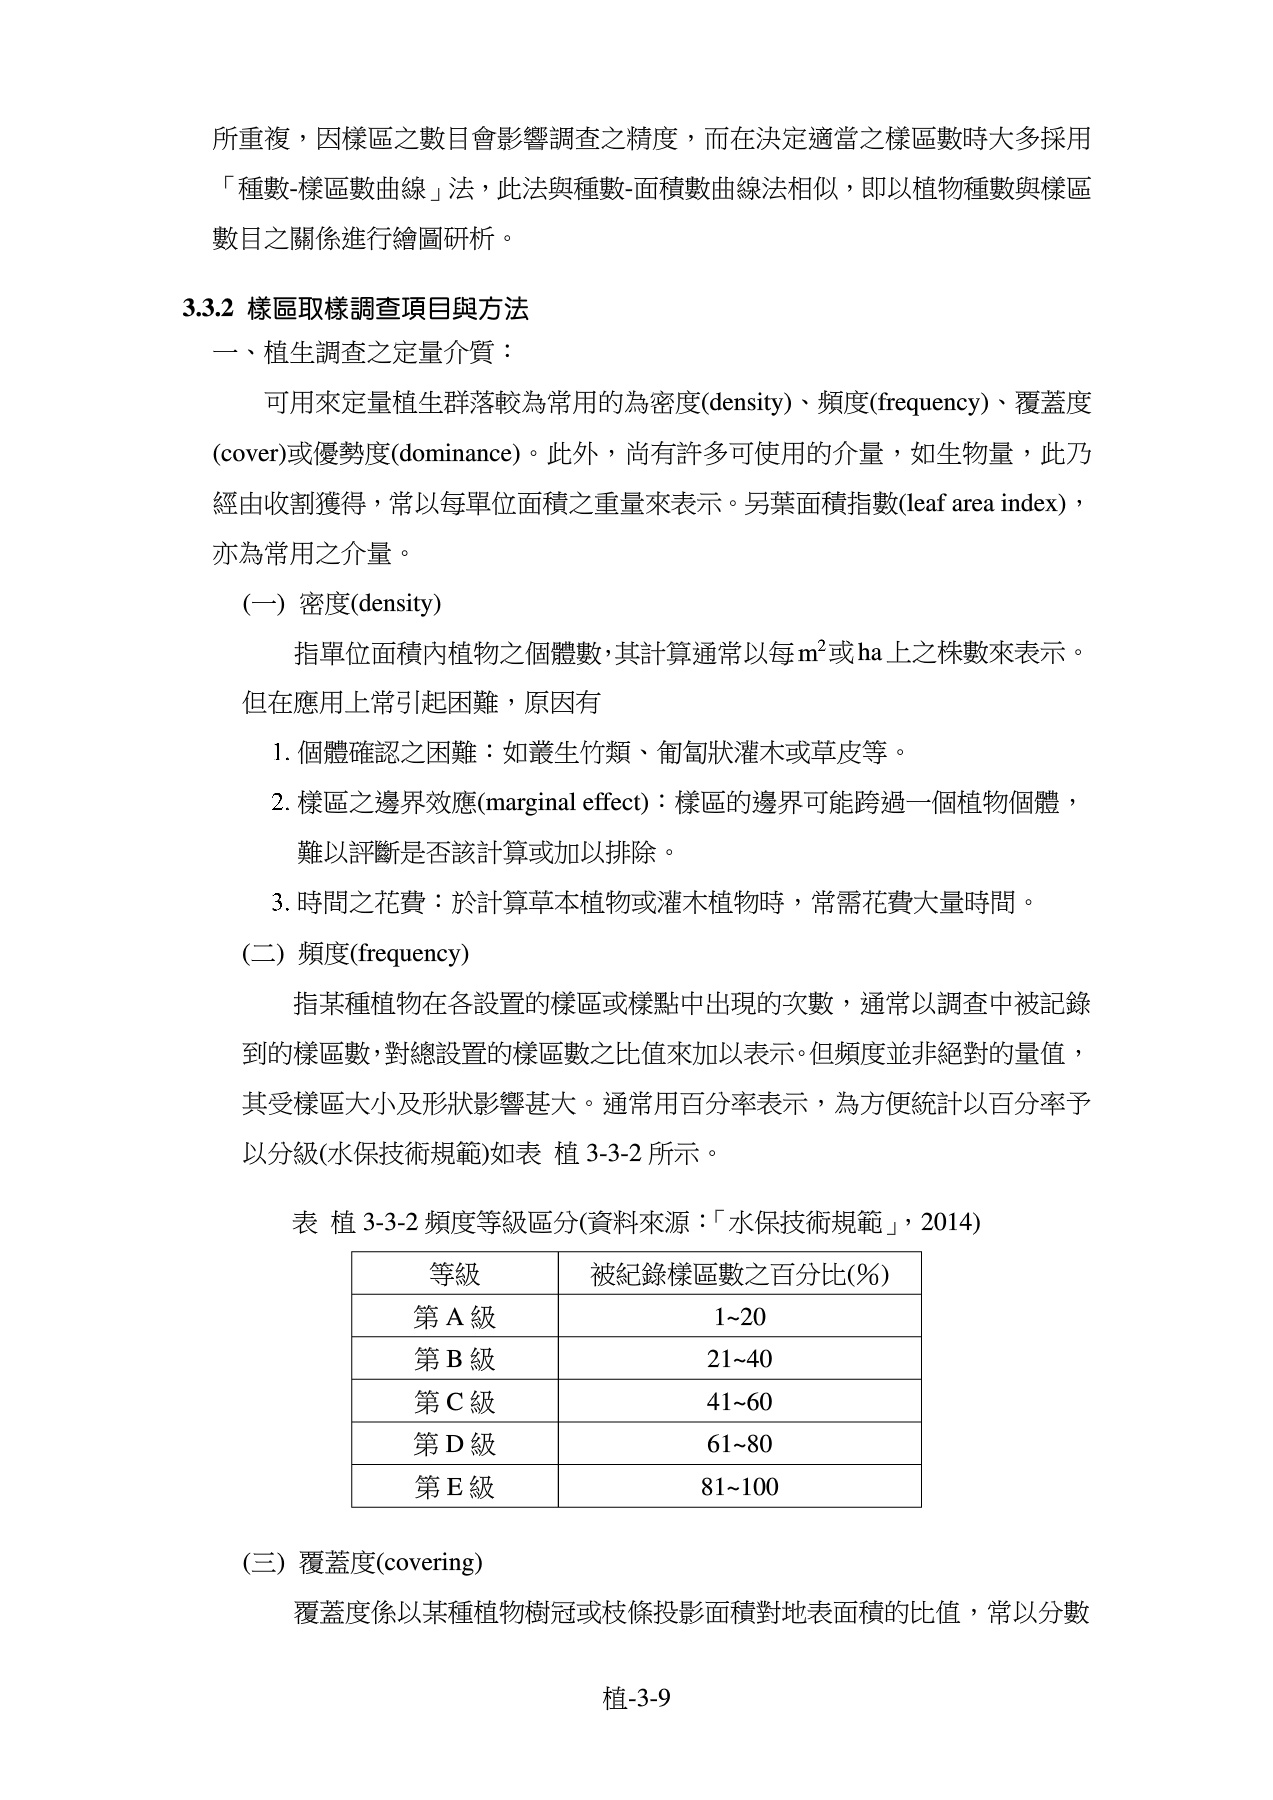 所重複，因樣區之數目會影響調查之精度，而在決定適當之樣區數時大多採用
「種數-樣區數曲線」法，此法與種數-面積數曲線法相似，即以植物種數與樣區
數目之關係進行繪圖研析。
3.3.2 樣區取樣調查項目與方法
一、植生調查之定量介質：
可用來定量植生群落較為常用的為密度(density)、頻度(frequency)、覆蓋度
(cover)或優勢度(dominance)。此外，尚有許多可使用的介量，如生物量，此乃
經由收割獲得，常以每單位面積之重量來表示。另葉面積指數(leaf area index)，
亦為常用之介量。
(一) 密度(density)
指單位面積內植物之個體數，其計算通常以每 m²或 ha 上之株數來表示。
但在應用上常引起困難，原因有
1. 個體確認之困難：如叢生竹類、匍匐狀灌木或草皮等。
2. 樣區之邊界效應(marginal effect)：樣區的邊界可能跨過一個植物個體，
難以評斷是否該計算或加以排除。
3. 時間之花費：於計算草本植物或灌木植物時，常需花費大量時間。
(二) 頻度(frequency)
指某種植物在各設置的樣區或樣點中出現的次數，通常以調查中被記錄
到的樣區數，對總設置的樣區數之比值來加以表示。但頻度並非絕對的量值，
其受樣區大小及形狀影響甚大。通常用百分率表示，為方便統計以百分率予
以分級(水保技術規範)如表 植 3-3-2 所示。
表 植 3-3-2 頻度等級區分(資料來源：「水保技術規範」，2014)
等級 被紀錄樣區數之百分比(%)
第 A 級 1~20
第 B 級 21~40
第 C 級 41~60
第 D 級 61~80
第 E 級 81~100
(三) 覆蓋度(covering)
覆蓋度係以某種植物樹冠或枝條投影面積對地表面積的比值，常以分數
植-3-9